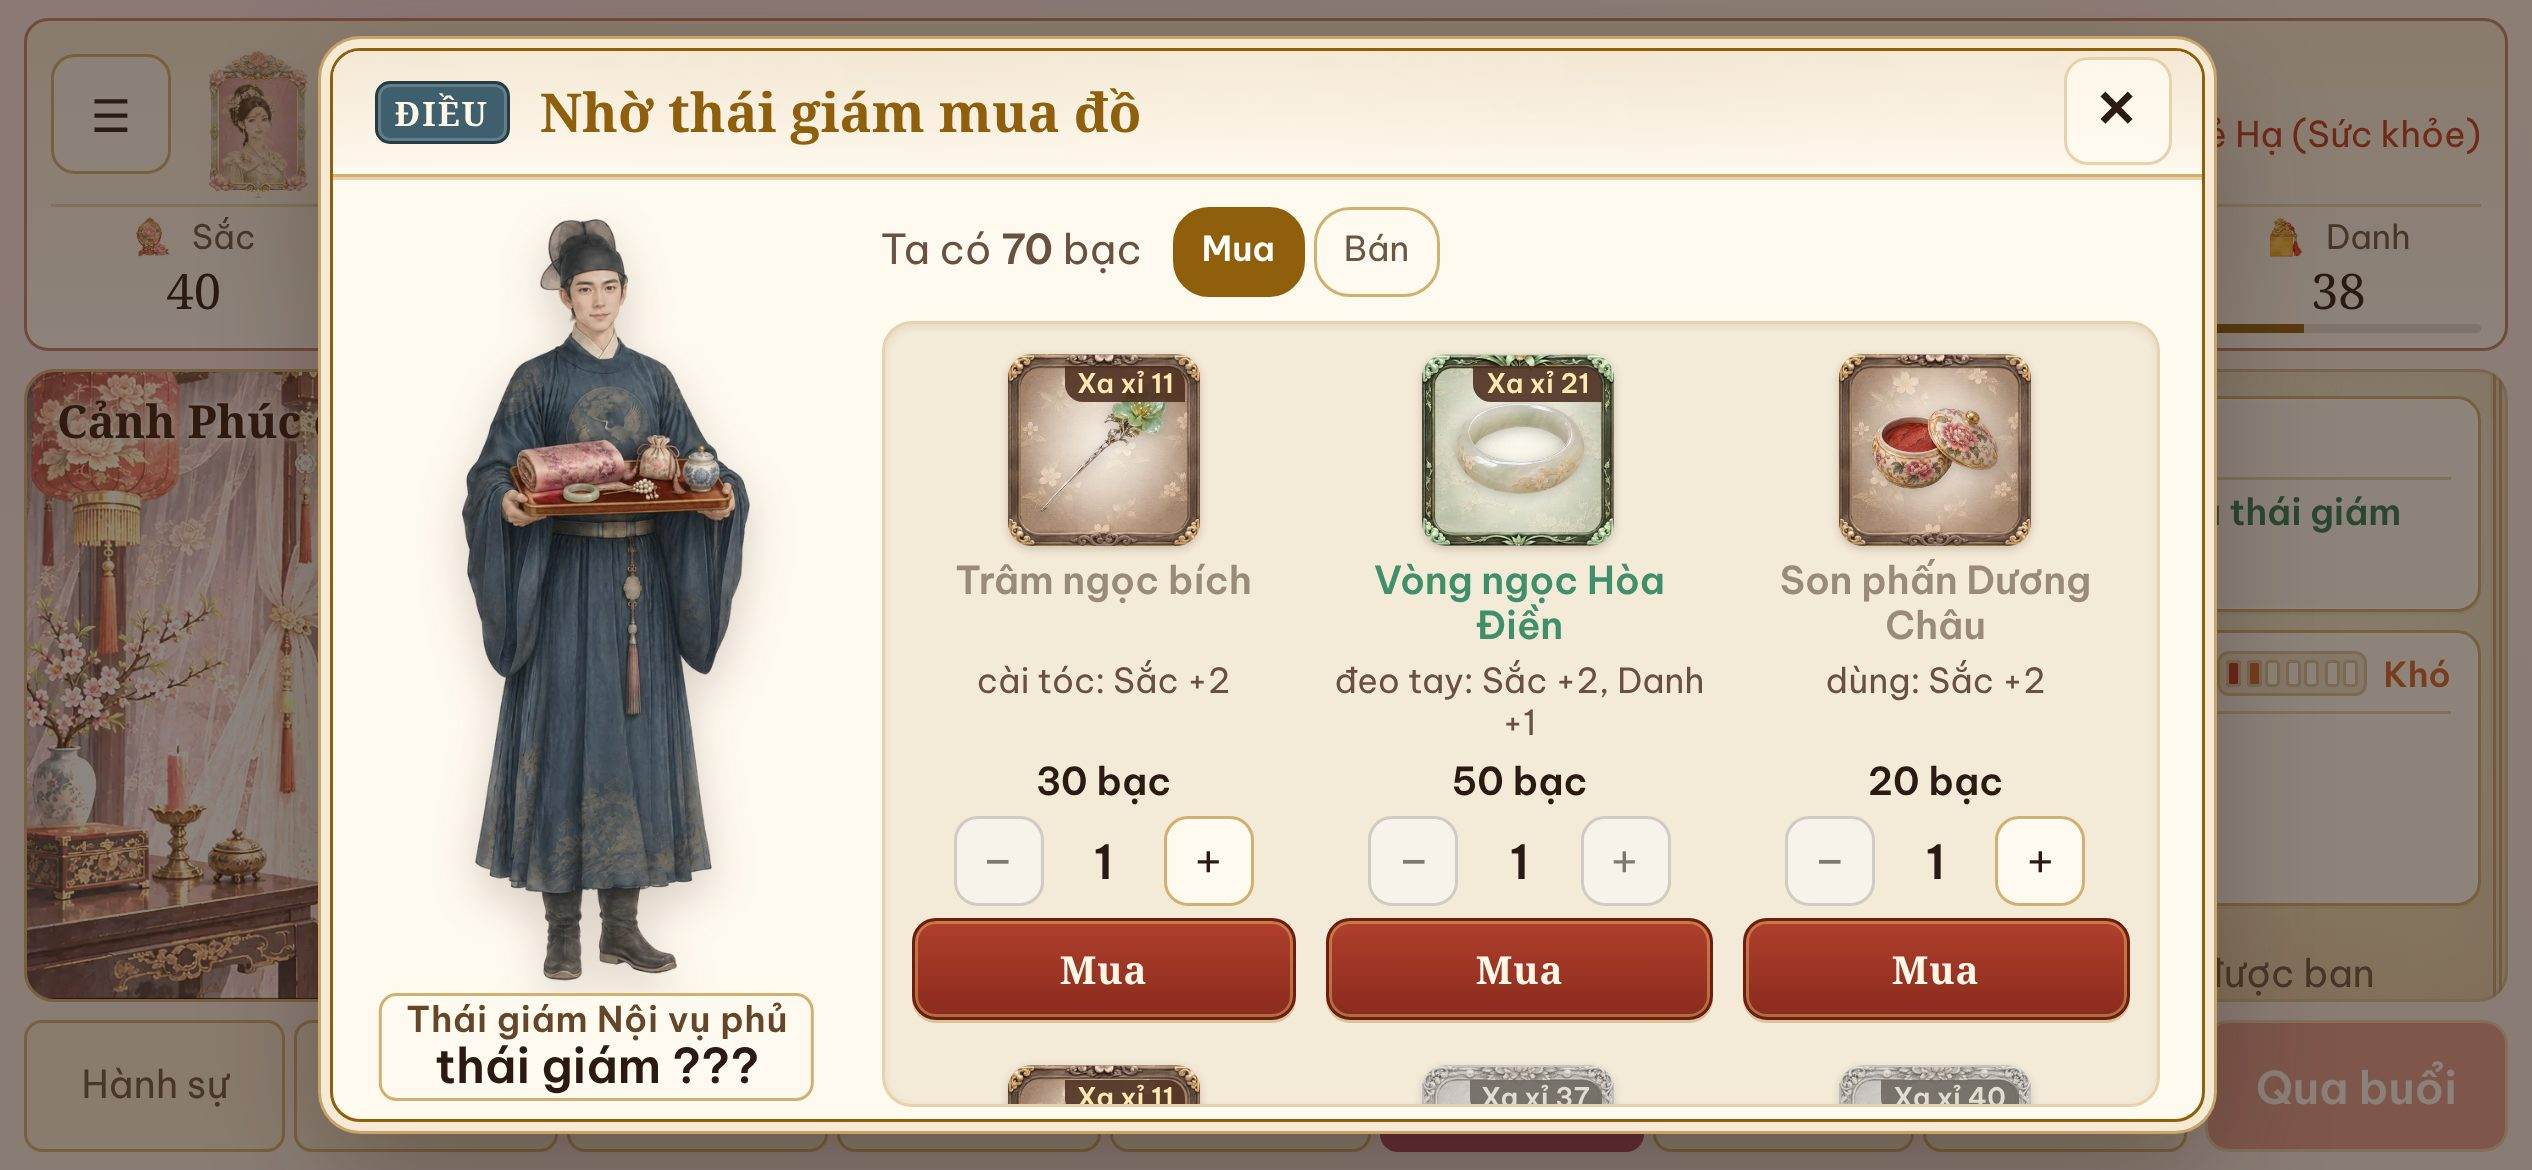 ☰
ĐIỀU Nhờ thái giám mua đồ ✕
Hạ (Sức khỏe)
Sắc
40
Danh
38
Ta có 70 bạc Mua Bán
Cảnh Phúc
Xa xỉ 11
Xa xỉ 21
Trâm ngọc bích
Vòng ngọc Hòa
Điền
Son phấn Dương
Châu
cài tóc: Sắc +2
đeo tay: Sắc +2, Danh
+1
dùng: Sắc +2
30 bạc
50 bạc
20 bạc
− 1 +
− 1 +
− 1 +
Mua
Mua
Mua
Xa xỉ 11
Xa xỉ 37
Xa xỉ 40
Thái giám Nội vụ phủ
thái giám ???
thái giám
Khó
được ban
Hành sự
Qua buổi